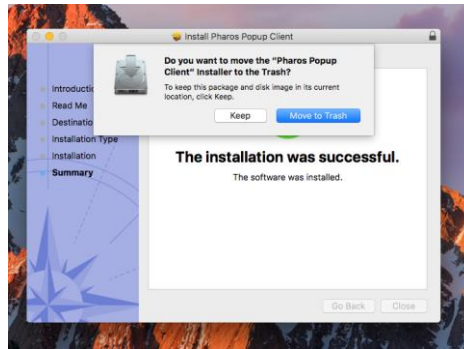 Install Pharos Popup Client
Do you want to move the "Pharos Popup
Client" Installer to the Trash?
To keep this package and disk image in its current
location, click Keep.
Keep
Move to Trash
Introductio
Read Me
Destinatio
Installation Type
Installation
Summary
The installation was successful.
The software was installed.
Go Back
Close